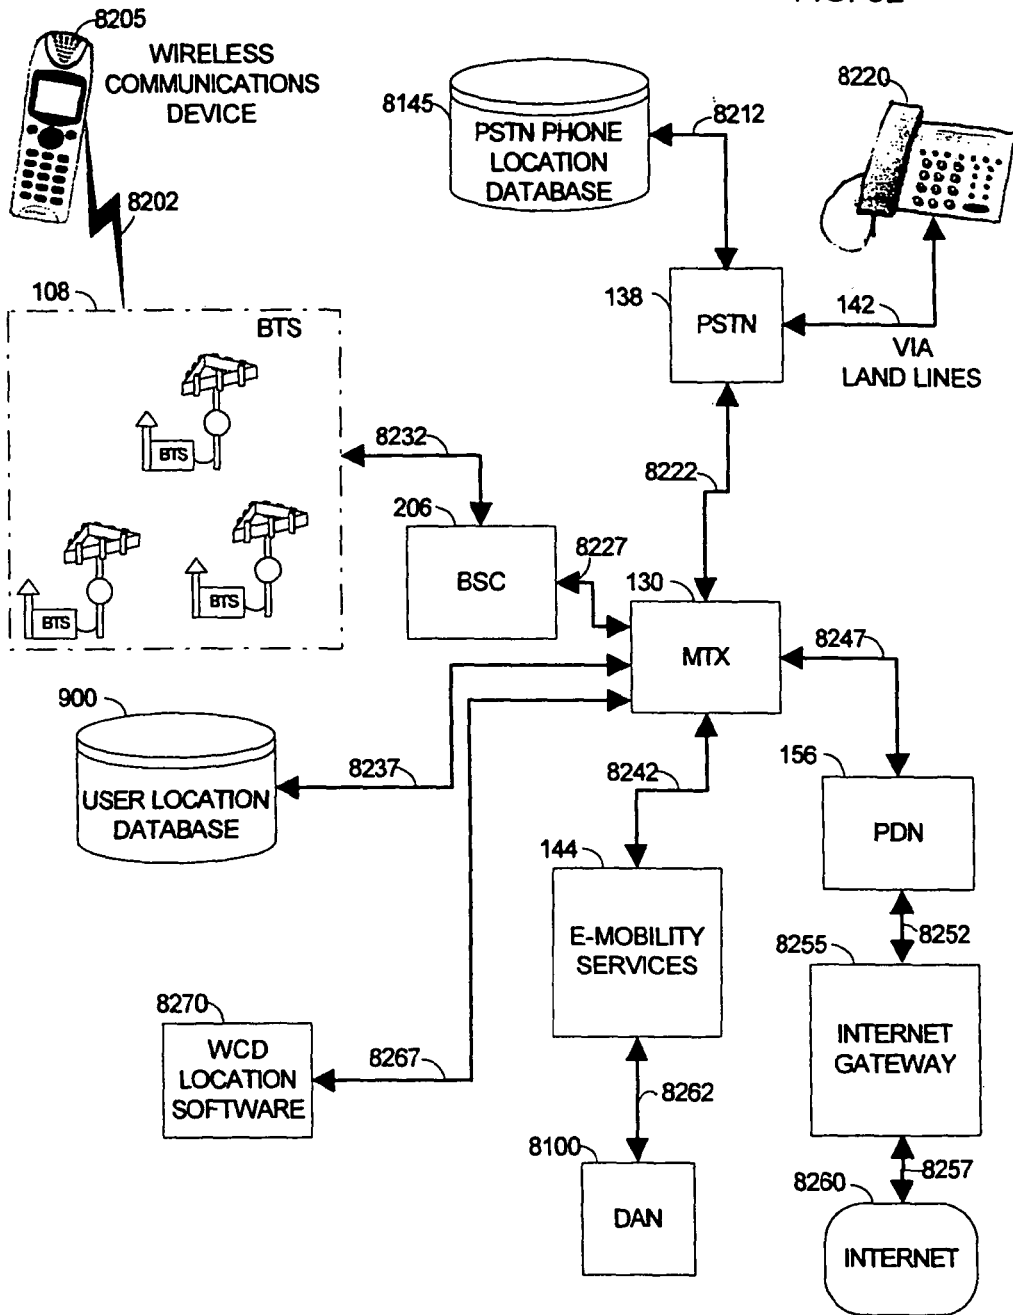 8205
WIRELESS
COMMUNICATIONS
DEVICE
8202
8145
PSTN PHONE
LOCATION
DATABASE
8212
8220
138
PSTN
142
VIA
LAND LINES
108
BTS
BTS
BTS
BTS
8232
206
BSC
8227
8222
130
MTX
8247
900
USER LOCATION
DATABASE
8237
8242
156
PDN
144
E-MOBILITY
SERVICES
8252
8255
INTERNET
GATEWAY
8270
WCD
LOCATION
SOFTWARE
8267
8262
8100
DAN
8257
8260
INTERNET